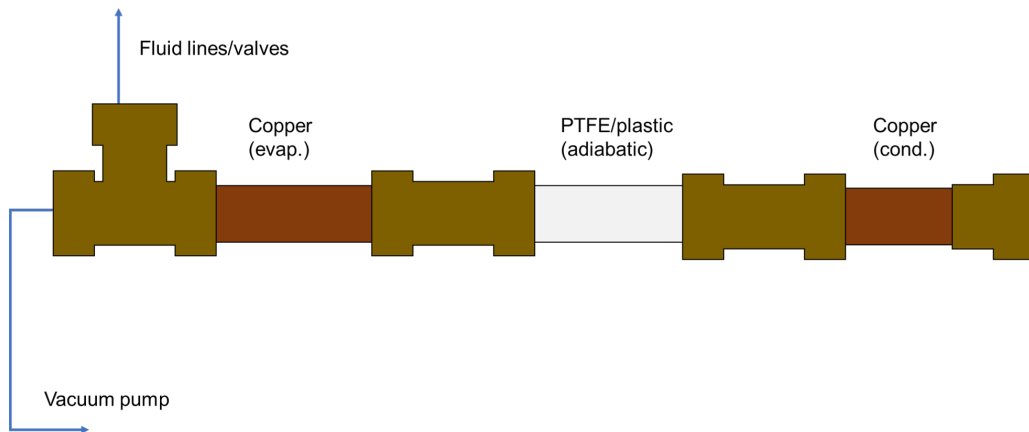 Fluid lines/valves
Copper
(evap.)
PTFE/plastic
(adiabatic)
Copper
(cond.)
Vacuum pump